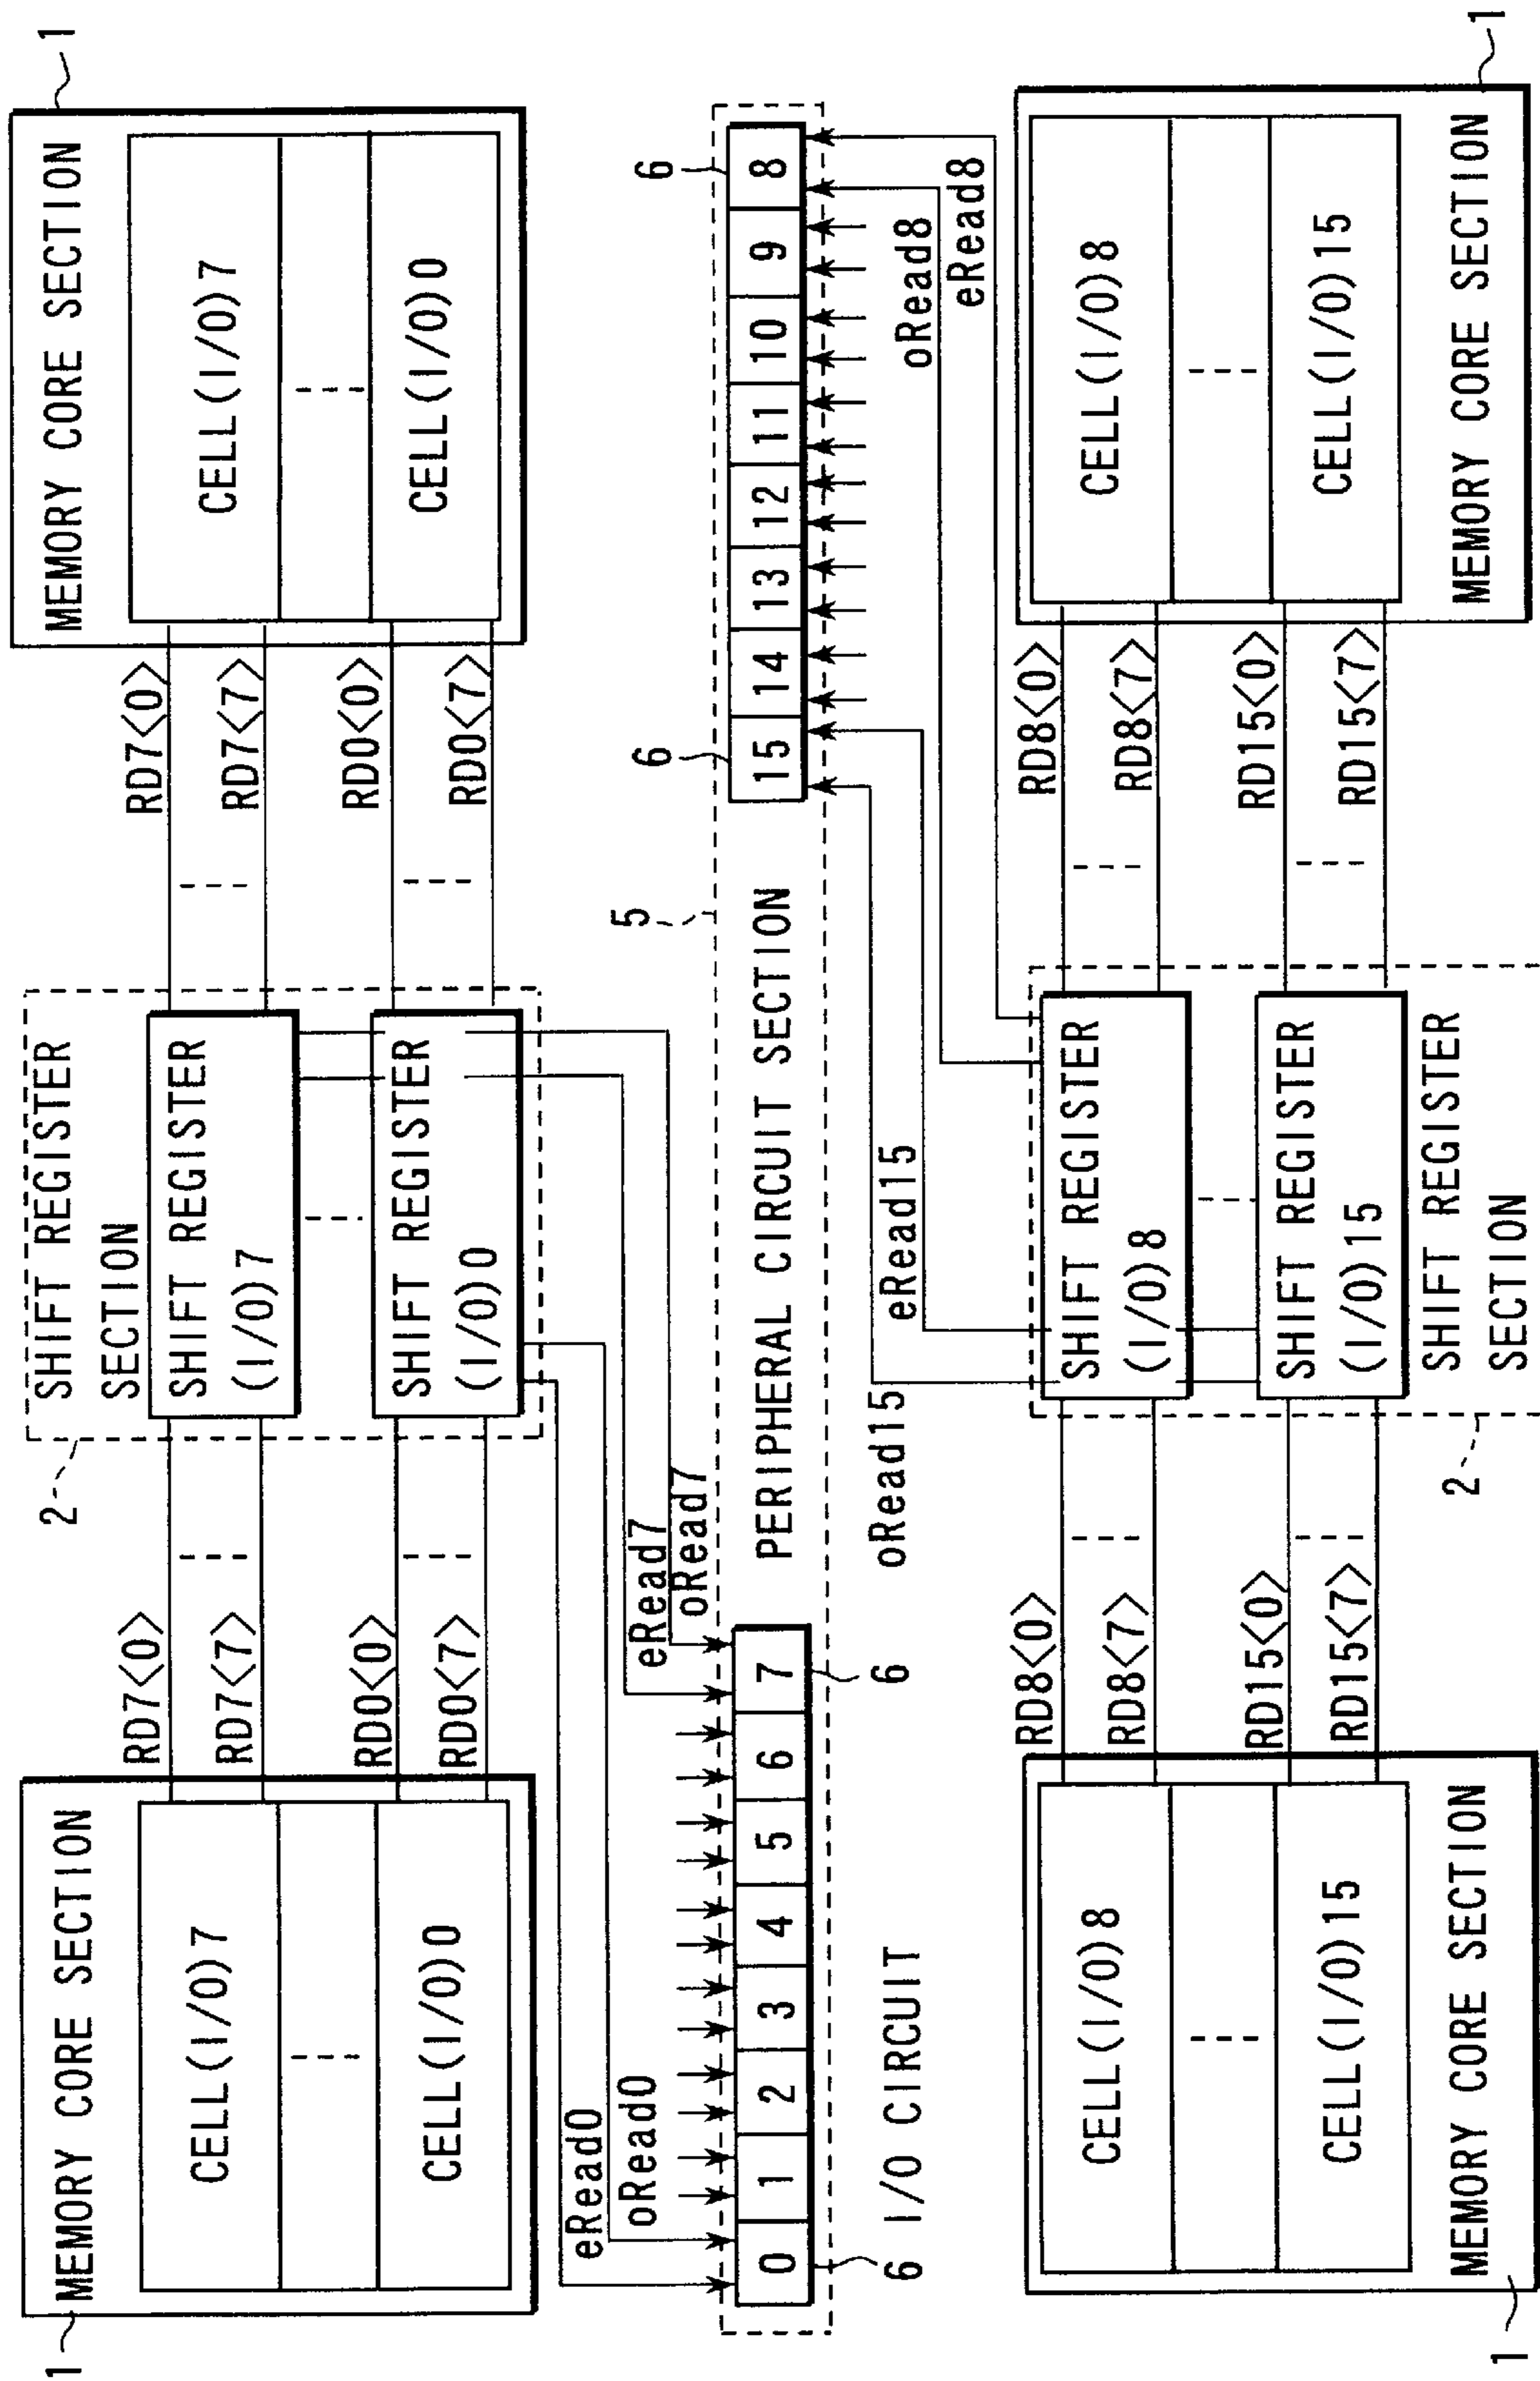 1
MEMORY CORE SECTION
CELL(I/O)7
CELL(I/O)0
RD7<0>
RD7<7>
RD0<0>
RD0<7>
2
SHIFT REGISTER
SECTION
SHIFT REGISTER
(I/O)7
SHIFT REGISTER
(I/O)0
RD7<0>
RD7<7>
RD0<0>
RD0<7>
1
MEMORY CORE SECTION
CELL(I/O)7
CELL(I/O)0
eRead0
oRead0
eRead7
oRead7
5
6
6
0
1
2
3
4
5
6
7
PERIPHERAL CIRCUIT SECTION
15
14
13
12
11
10
9
8
6
I/O CIRCUIT
6
oRead15
eRead15
oRead8
eRead8
1
MEMORY CORE SECTION
CELL(I/O)8
CELL(I/O)15
RD8<0>
RD8<7>
RD15<0>
RD15<7>
2
SHIFT REGISTER
(I/O)8
SHIFT REGISTER
(I/O)15
SHIFT REGISTER
SECTION
RD8<0>
RD8<7>
RD15<0>
RD15<7>
CELL(I/O)8
CELL(I/O)15
MEMORY CORE SECTION
1